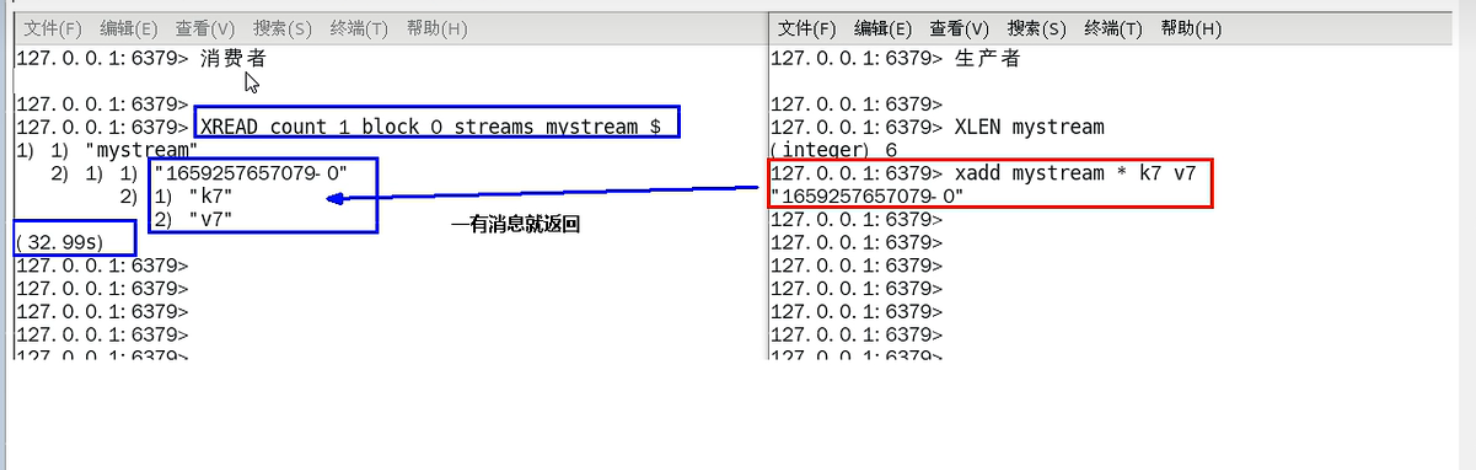 文件(F) 编辑(E) 查看(V) 搜索(S) 终端(T) 帮助(H)
127.0.0.1:6379> 消费者
127.0.0.1:6379>
127.0.0.1:6379> XREAD count 1 block 0 streams mystream $
1) 1) "mystream"
2) 1) 1) "1659257657079-0"
2) 1) "k7"
2) "v7"
(32.99s)
127.0.0.1:6379>
127.0.0.1:6379>
127.0.0.1:6379>
127.0.0.1:6379>
127.0.0.1:6379>
一有消息就返回
文件(F) 编辑(E) 查看(V) 搜索(S) 终端(T) 帮助(H)
127.0.0.1:6379> 生产者
127.0.0.1:6379>
127.0.0.1:6379> XLEN mystream
(integer) 6
127.0.0.1:6379> xadd mystream * k7 v7
"1659257657079-0"
127.0.0.1:6379>
127.0.0.1:6379>
127.0.0.1:6379>
127.0.0.1:6379>
127.0.0.1:6379>
127.0.0.1:6379>
127.0.0.1:6379>